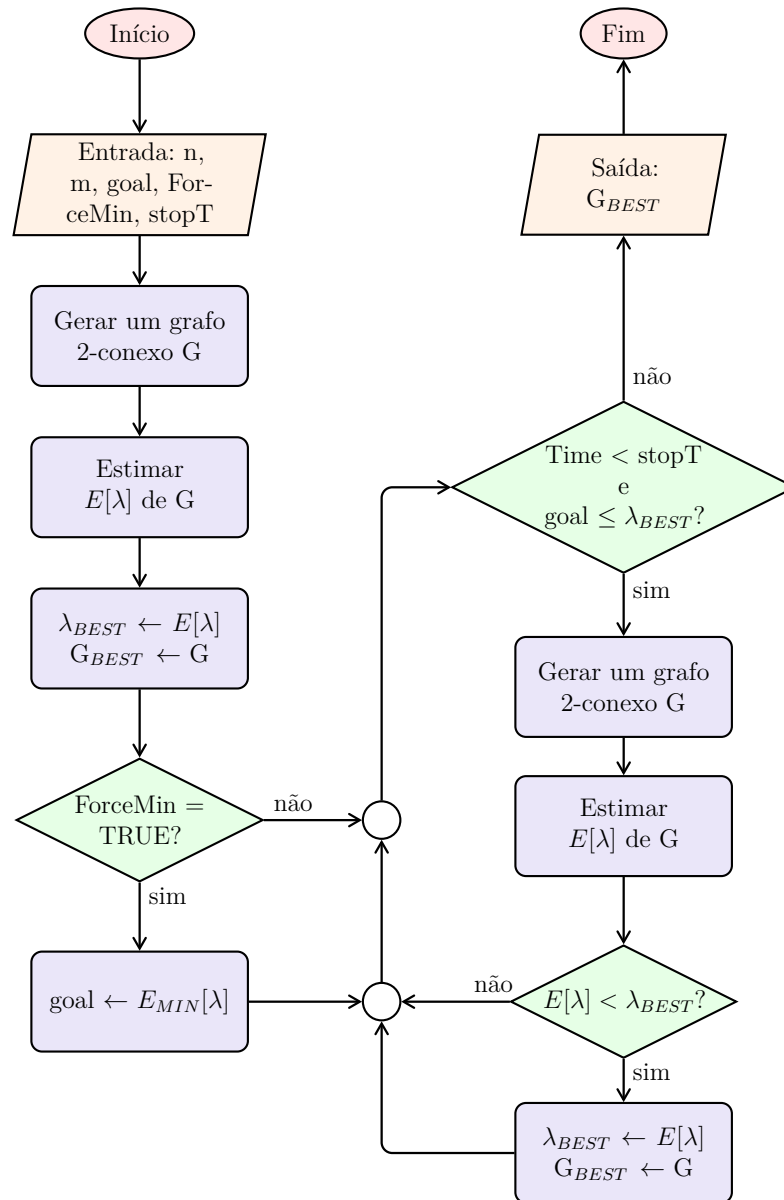 Início
Entrada: n,
m, goal, For-
ceMin, stopT
Gerar um grafo
2-conexo G
Estimar
E[λ] de G
λ_BEST ← E[λ]
G_BEST ← G
ForceMin =
TRUE?
não
sim
goal ← E_MIN[λ]
Fim
Saída:
G_BEST
não
Time < stopT
e
goal ≤ λ_BEST?
sim
Gerar um grafo
2-conexo G
Estimar
E[λ] de G
E[λ] < λ_BEST?
não
sim
λ_BEST ← E[λ]
G_BEST ← G